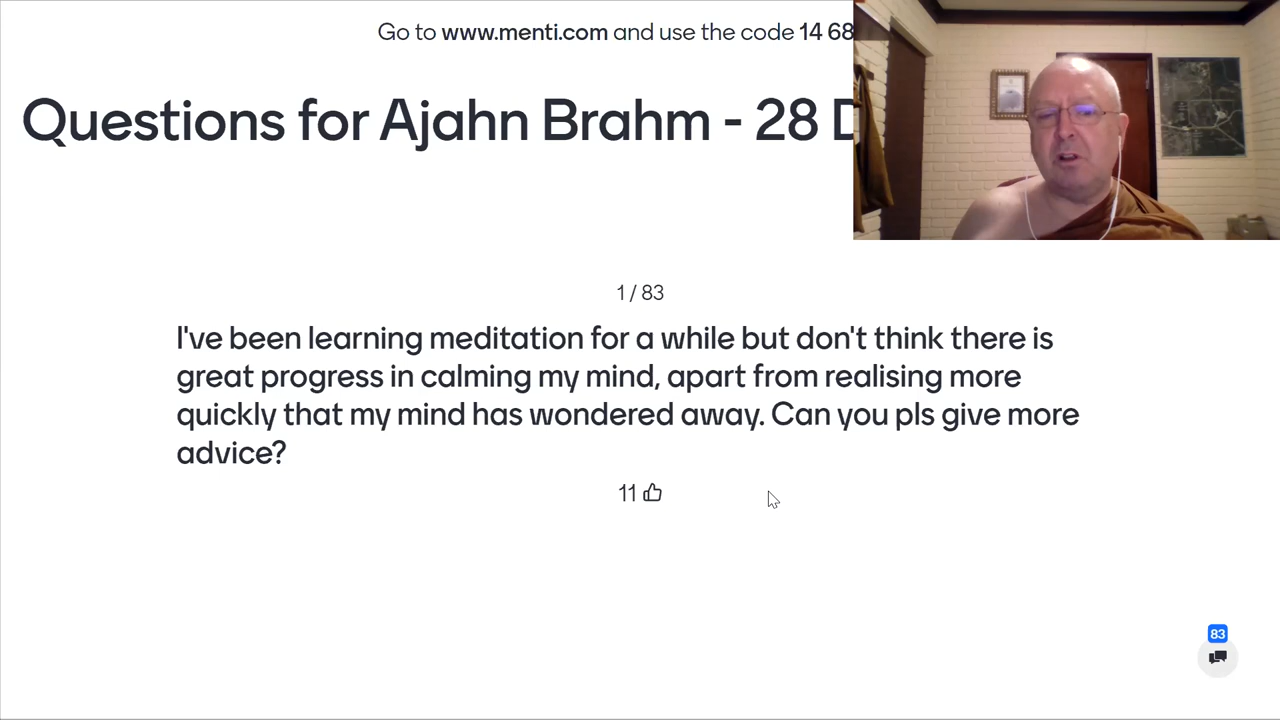 Go to www.menti.com and use the code 14 68
Questions for Ajahn Brahm - 28 D
1 / 83
I've been learning meditation for a while but don't think there is
great progress in calming my mind, apart from realising more
quickly that my mind has wondered away. Can you pls give more
advice?
11
83